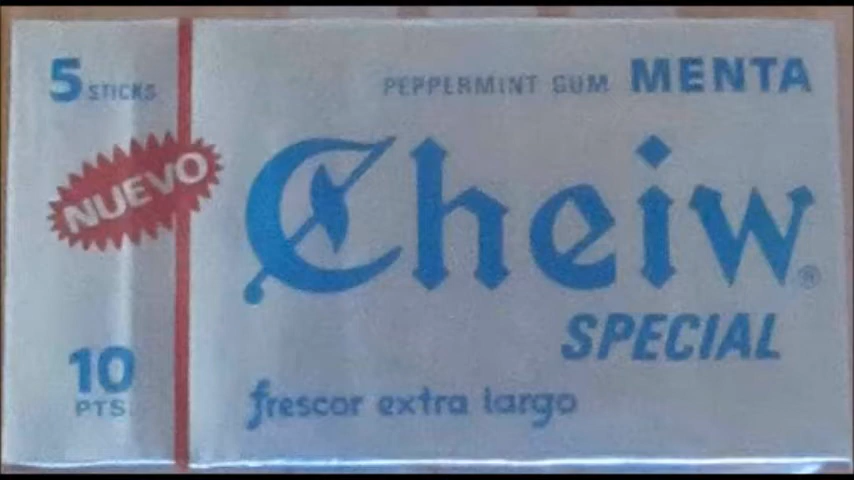 5 STICKS
PEPPERMINT GUM MENTA
NUEVO
Cheiw®
SPECIAL
10
PTS.
frescor extra largo